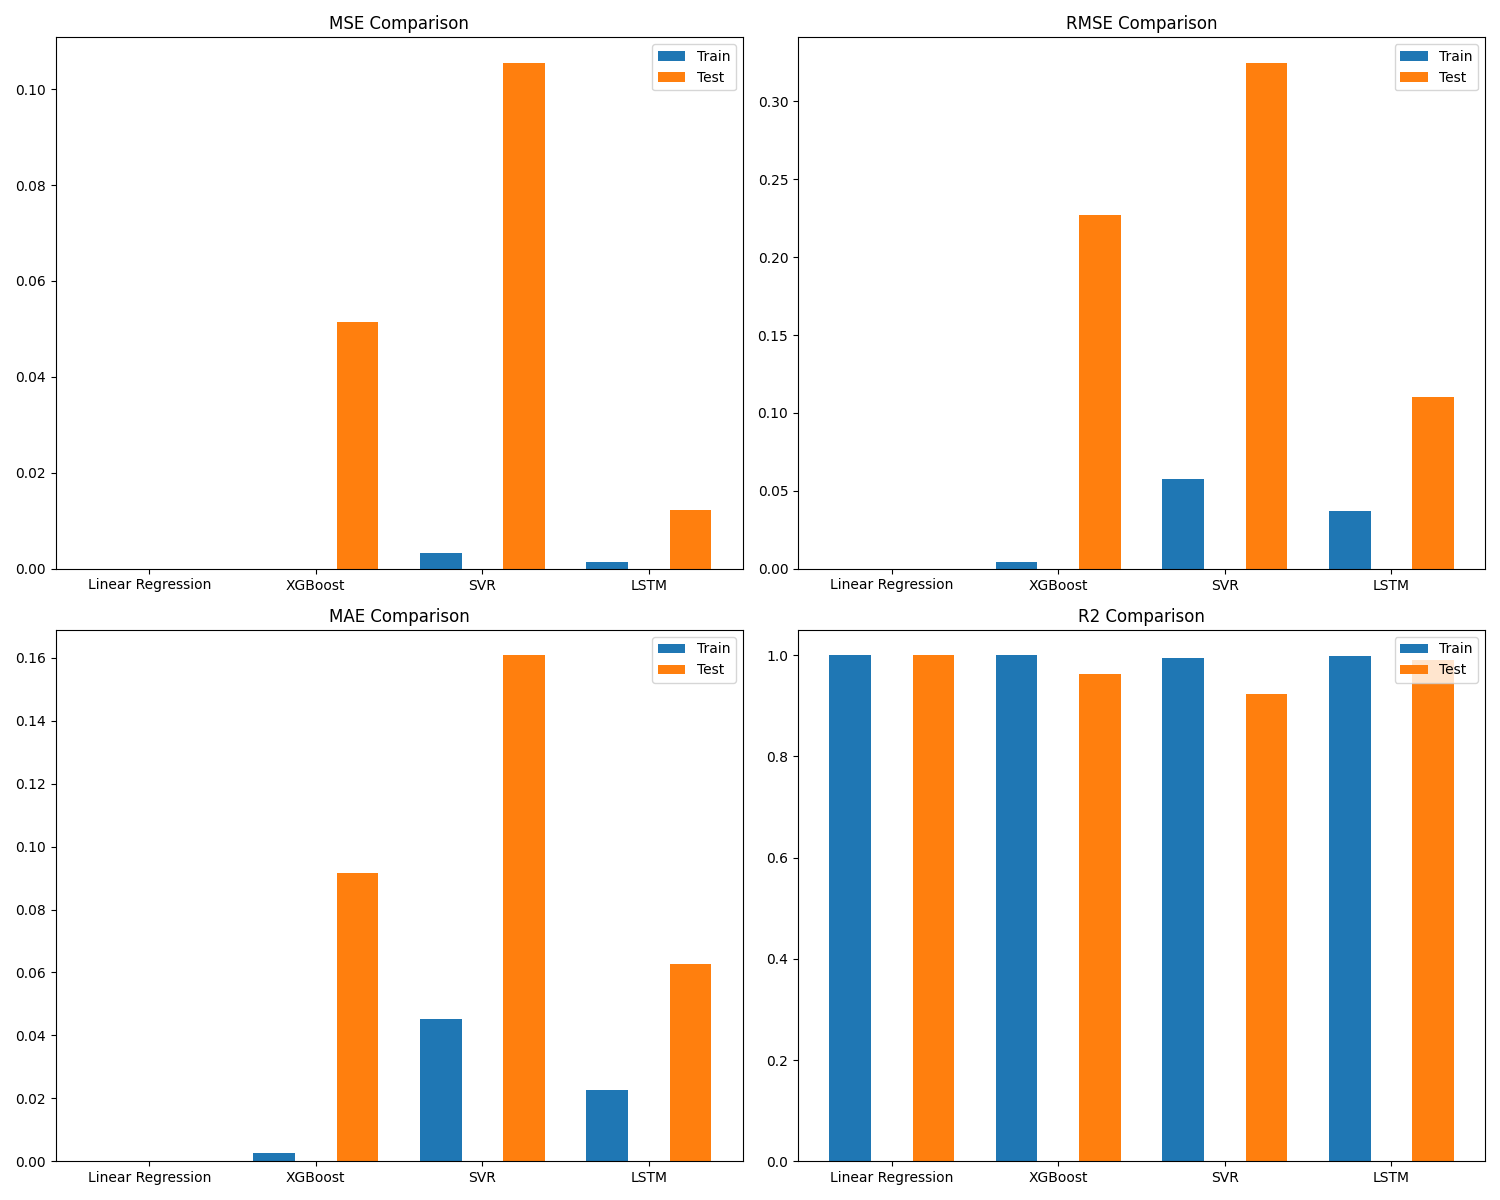 MSE Comparison
Train
Test
0.10
0.08
0.06
0.04
0.02
0.00
Linear Regression
XGBoost
SVR
LSTM
RMSE Comparison
Train
Test
0.30
0.25
0.20
0.15
0.10
0.05
0.00
Linear Regression
XGBoost
SVR
LSTM
MAE Comparison
Train
Test
0.16
0.14
0.12
0.10
0.08
0.06
0.04
0.02
0.00
Linear Regression
XGBoost
SVR
LSTM
R2 Comparison
Train
Test
1.0
0.8
0.6
0.4
0.2
0.0
Linear Regression
XGBoost
SVR
LSTM